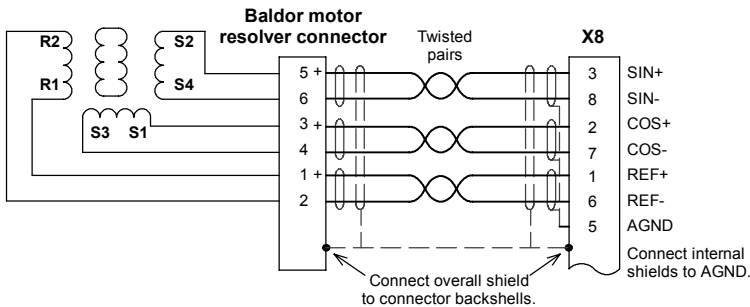 Baldor motor
resolver connector
Twisted
pairs
X8
R2
S2
R1
S4
S3 S1
5 +
6
3 +
4
1 +
2
3 SIN+
8 SIN-
2 COS+
7 COS-
1 REF+
6 REF-
5 AGND
Connect internal
shields to AGND.
Connect overall shield
to connector backshells.